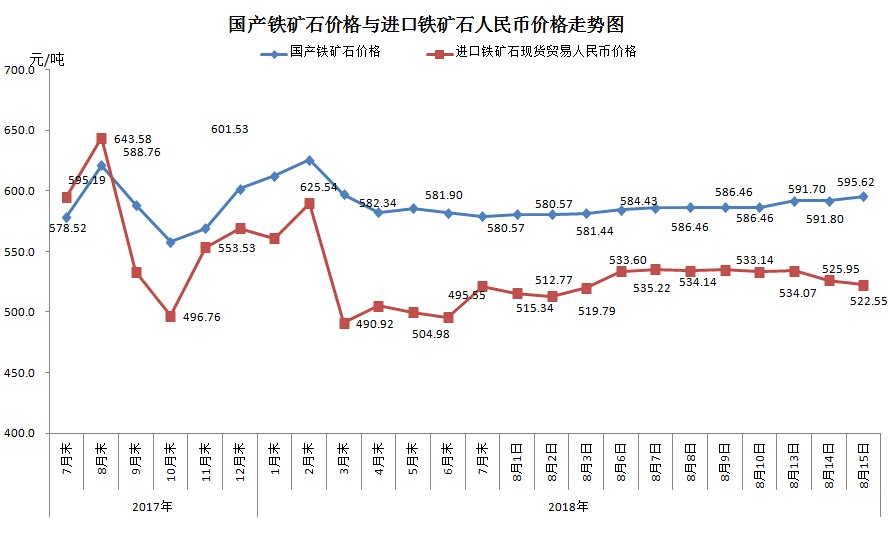 国产铁矿石价格与进口铁矿石人民币价格走势图
国产铁矿石价格 进口铁矿石现货贸易人民币价格
元/吨
700.0
650.0
600.0
550.0
500.0
450.0
400.0
643.58
588.76
601.53
595.19
578.52
625.54
582.34
581.90
580.57
580.57
581.44
584.43
586.46
586.46
586.46
591.70
591.80
595.62
496.76
553.53
490.92
504.98
495.55
515.34
512.77
519.79
533.60
535.22
534.14
533.14
534.07
525.95
522.55
7月末
8月末
9月末
10月末
11月末
12月末
1月末
2月末
3月末
4月末
5月末
6月末
7月末
8月1日
8月2日
8月3日
8月6日
8月7日
8月8日
8月9日
8月10日
8月13日
8月14日
8月15日
2017年 2018年